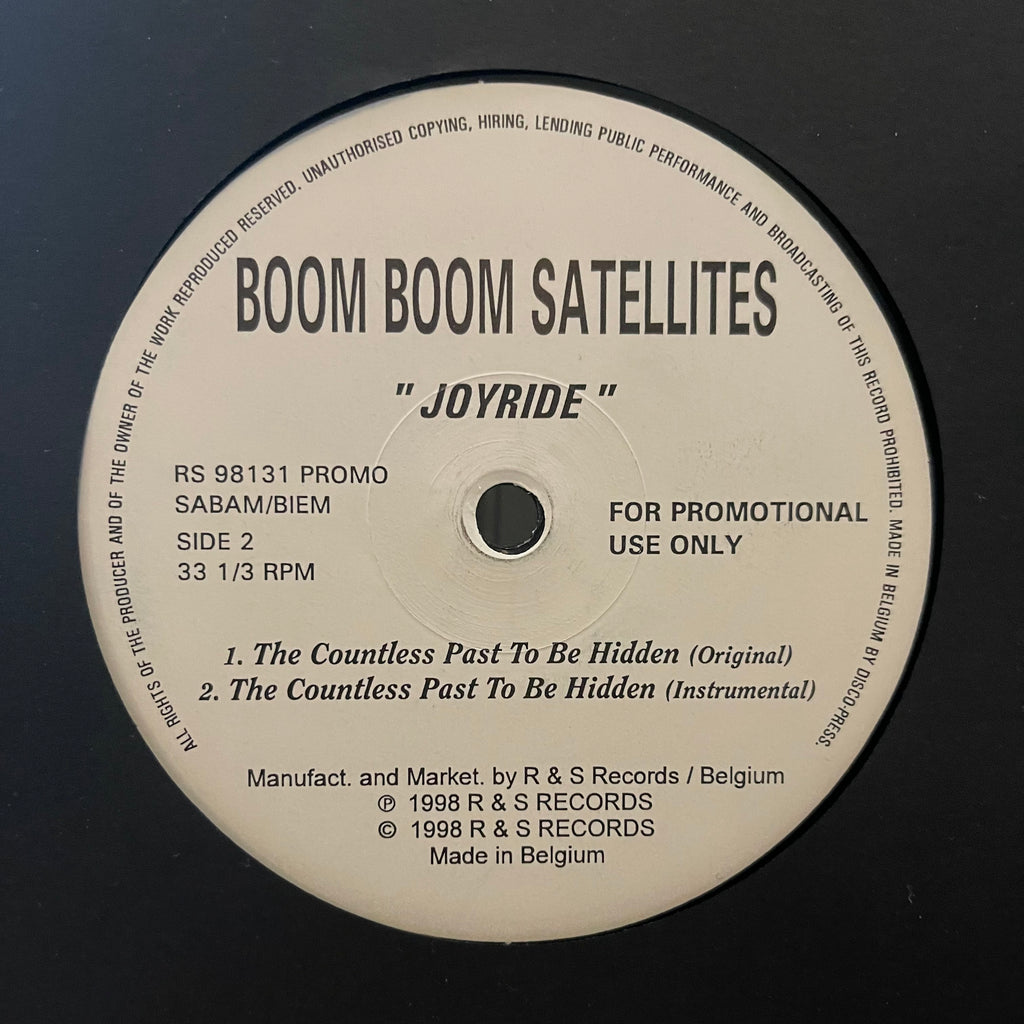 ALL RIGHTS OF THE PRODUCER AND OF THE OWNER OF THE WORK REPRODUCED RESERVED. UNAUTHORISED COPYING, HIRING, LENDING PUBLIC PERFORMANCE AND BROADCASTING OF THIS RECORD PROHIBITED. MADE IN BELGIUM BY DISCO-PRESS.
BOOM BOOM SATELLITES
" JOYRIDE "
RS 98131 PROMO
SABAM/BIEM
SIDE 2
33 1/3 RPM
FOR PROMOTIONAL
USE ONLY
1. The Countless Past To Be Hidden (Original)
2. The Countless Past To Be Hidden (Instrumental)
Manufact. and Market. by R & S Records / Belgium
℗ 1998 R & S RECORDS
© 1998 R & S RECORDS
Made in Belgium